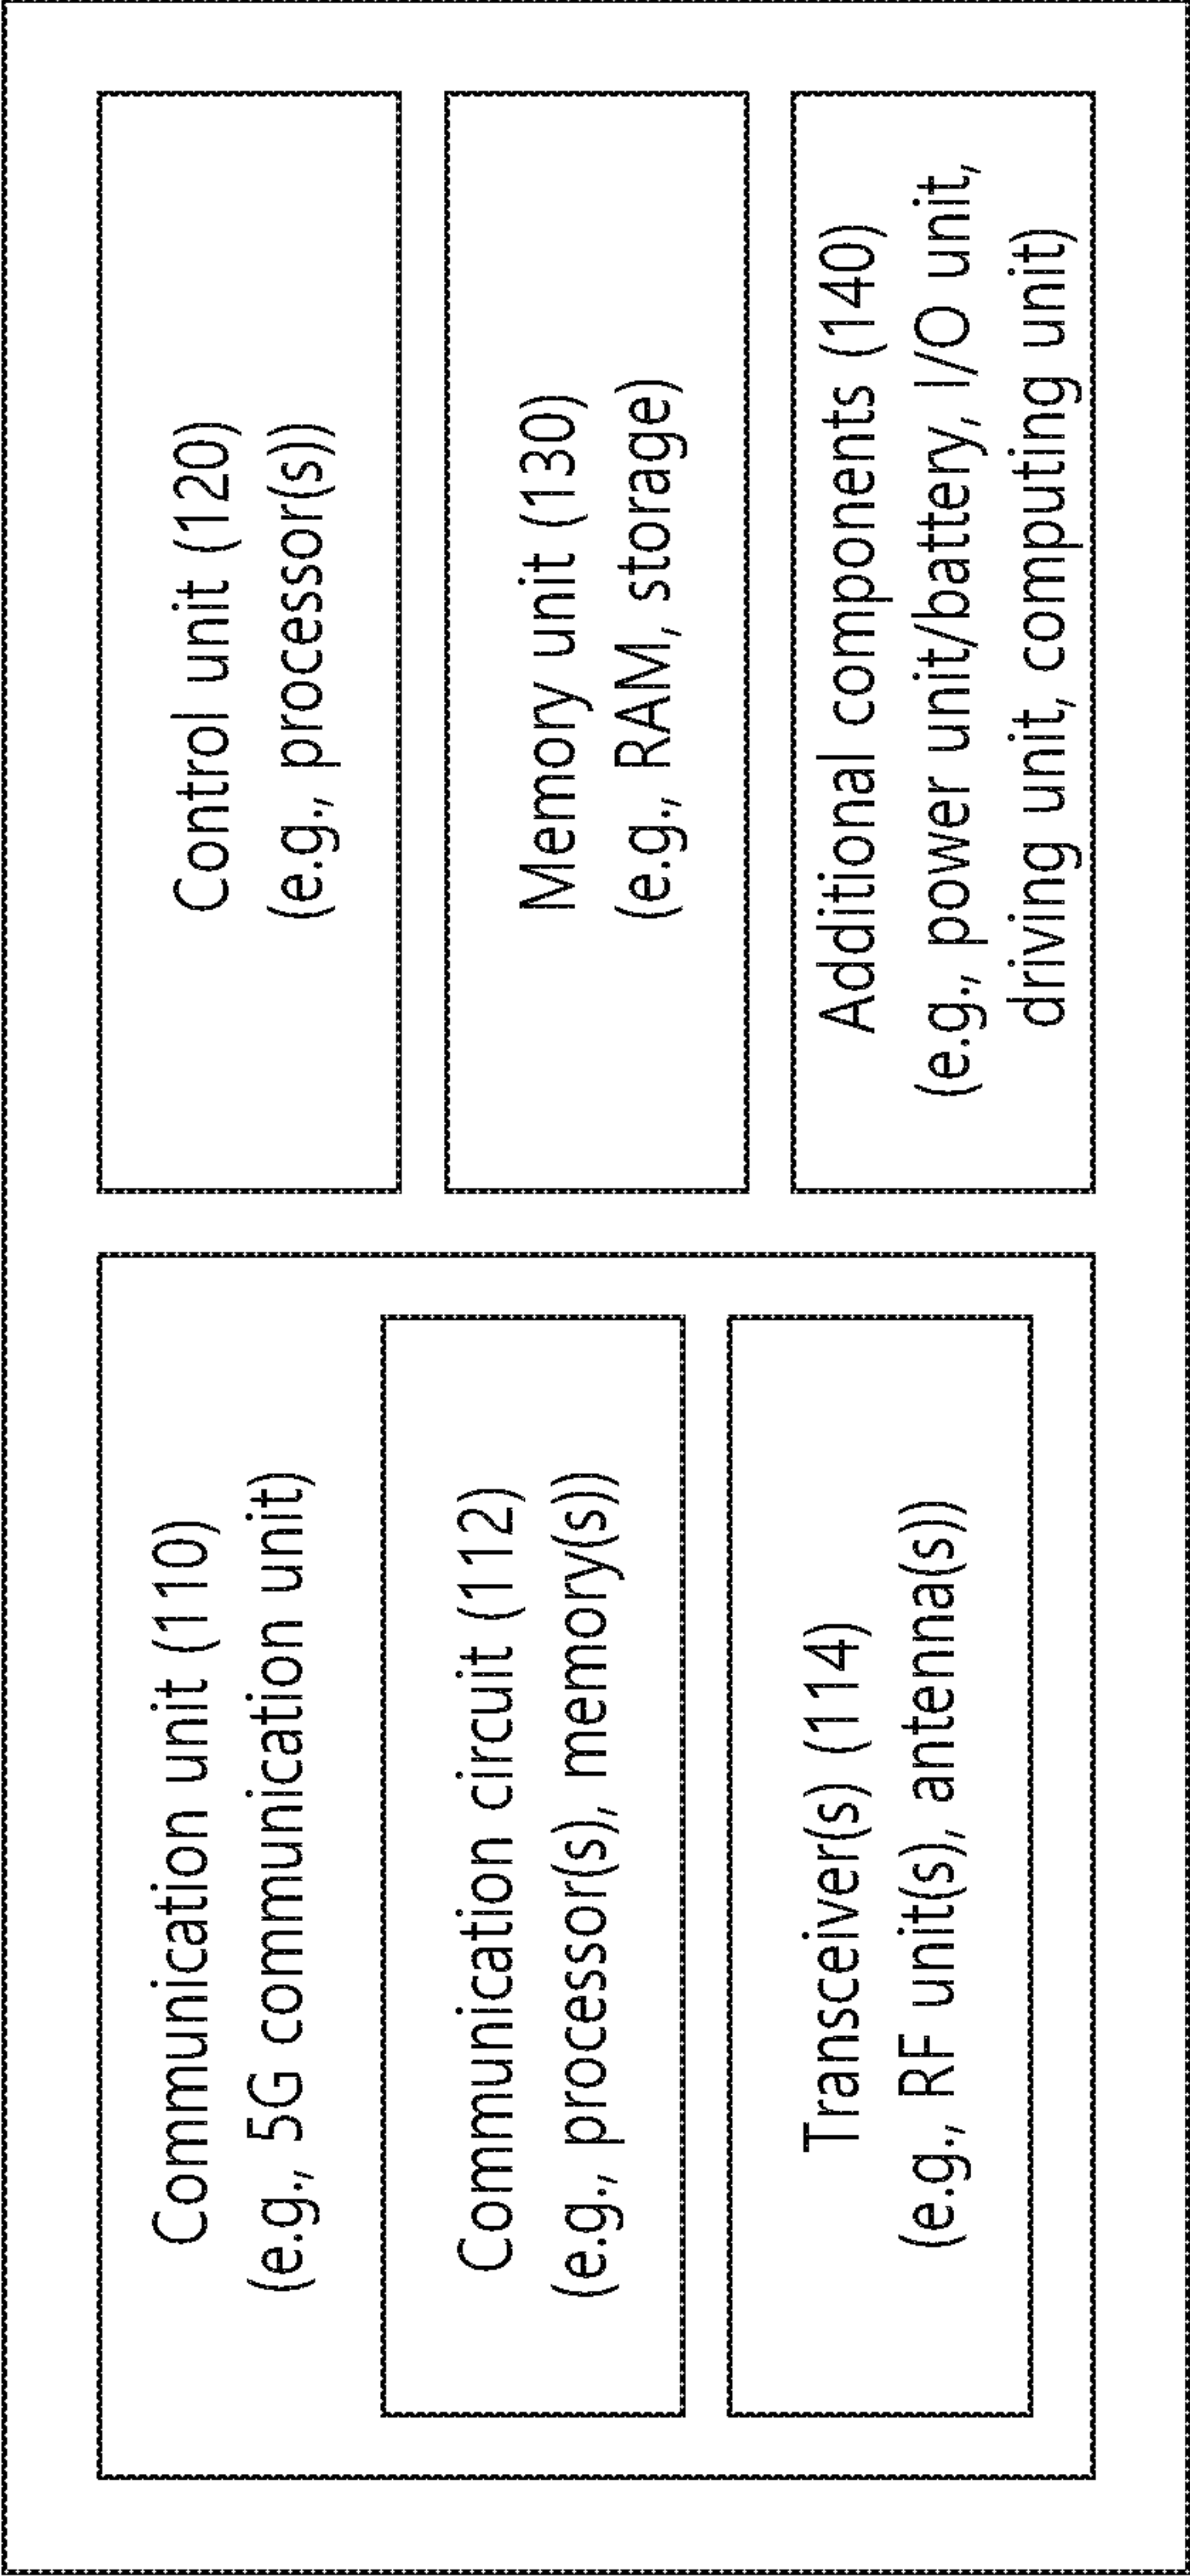 Communication unit (110)
(e.g., 5G communication unit)
Communication circuit (112)
(e.g., processor(s), memory(s))
Transceiver(s) (114)
(e.g., RF unit(s), antenna(s))
Control unit (120)
(e.g., processor(s))
Memory unit (130)
(e.g., RAM, storage)
Additional components (140)
(e.g., power unit/battery, I/O unit,
driving unit, computing unit)